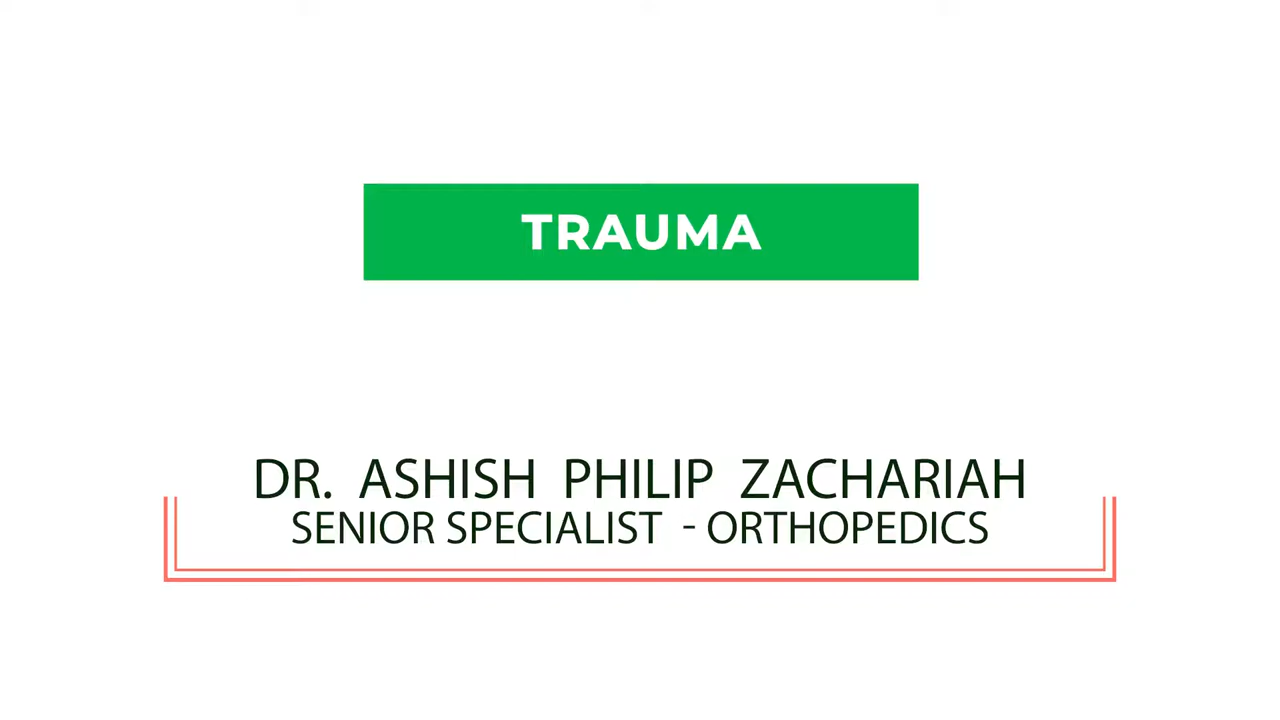 TRAUMA
DR. ASHISH PHILIP ZACHARIAH
SENIOR SPECIALIST - ORTHOPEDICS